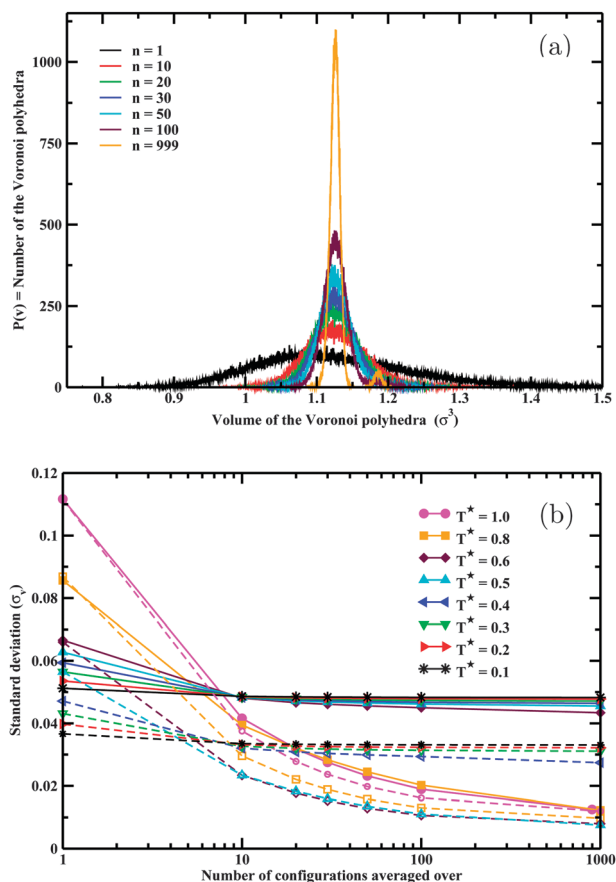 (a)
n = 1
n = 10
n = 20
n = 30
n = 50
n = 100
n = 999
P(v) = Number of the Voronoi polyhedra
1000
750
500
250
0
0.8 0.9 1 1.1 1.2 1.3 1.4 1.5
Volume of the Voronoi polyhedra (σ³)
(b)
T★ = 1.0
T★ = 0.8
T★ = 0.6
T★ = 0.5
T★ = 0.4
T★ = 0.3
T★ = 0.2
T★ = 0.1
Standard deviation (σᵥ)
0.12
0.1
0.08
0.06
0.04
0.02
0
1 10 100 1000
Number of configurations averaged over